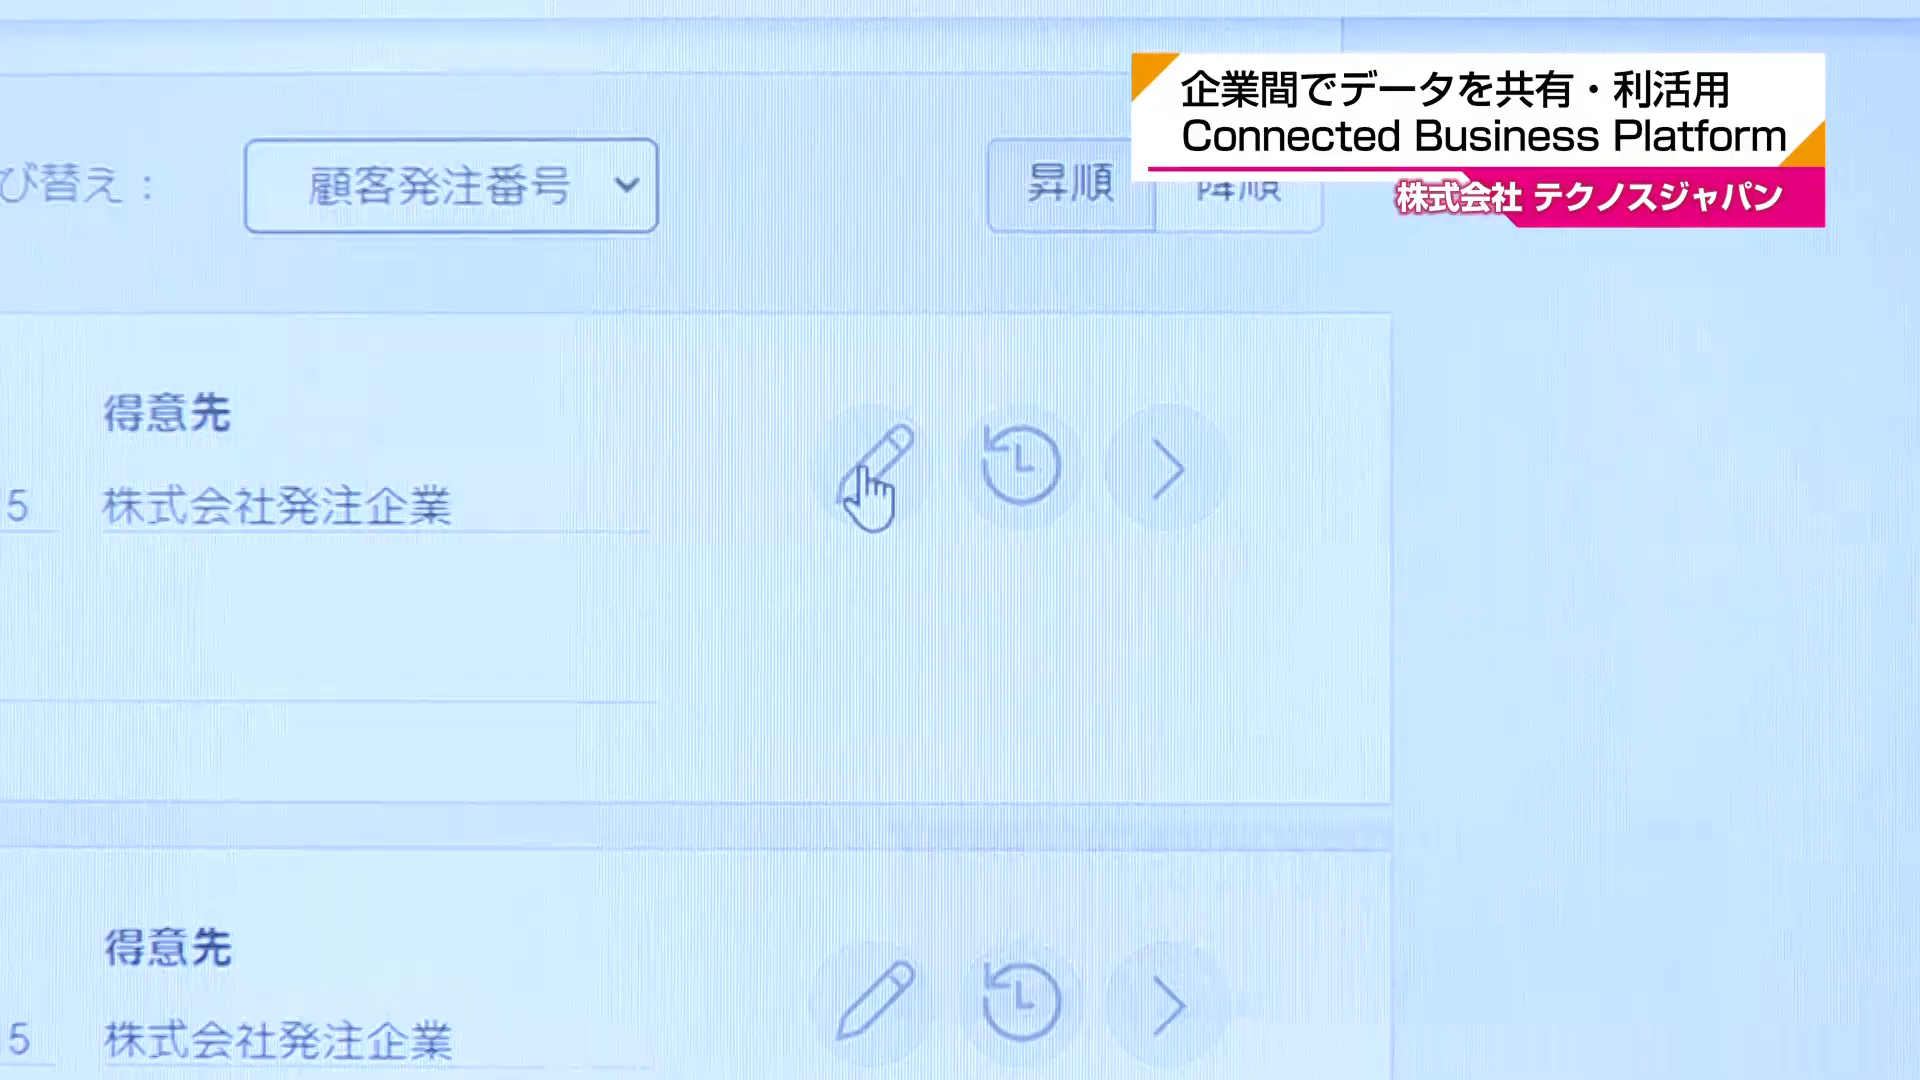 企業間でデータを共有・利活用
Connected Business Platform
株式会社 テクノスジャパン
び替え：
顧客発注番号
昇順
降順
得意先
5
株式会社発注企業
得意先
5
株式会社発注企業